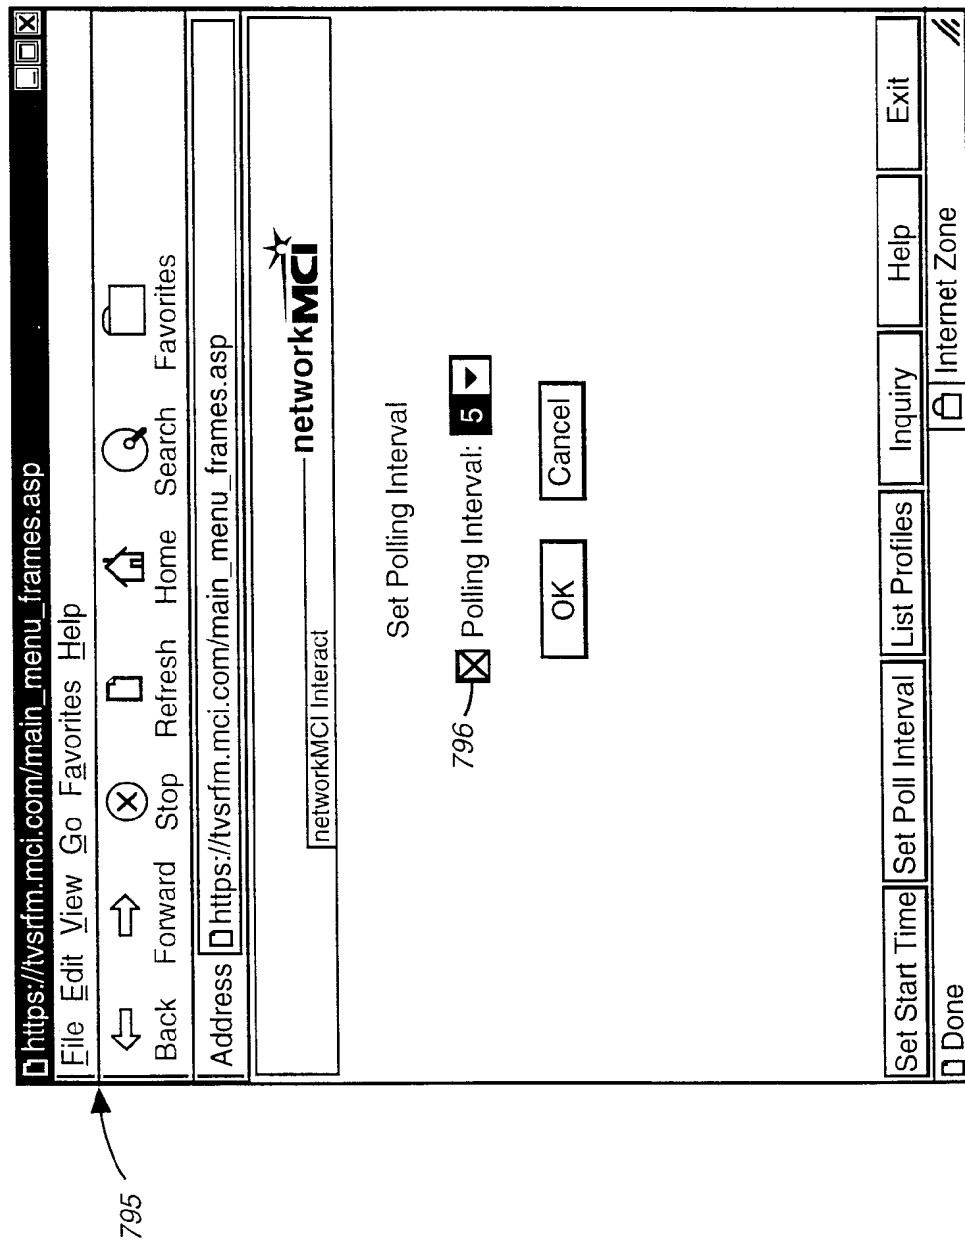 https://tvsrfm.mci.com/main_menu_frames.asp
File Edit View Go Favorites Help
Back Forward Stop Refresh Home Search Favorites
Address https://tvsrfm.mci.com/main_menu_frames.asp
networkMCI
networkMCI Interact
Set Polling Interval
Polling Interval: 5
OK Cancel
Set Start Time Set Poll Interval List Profiles Inquiry Help Exit
Done Internet Zone
795
796